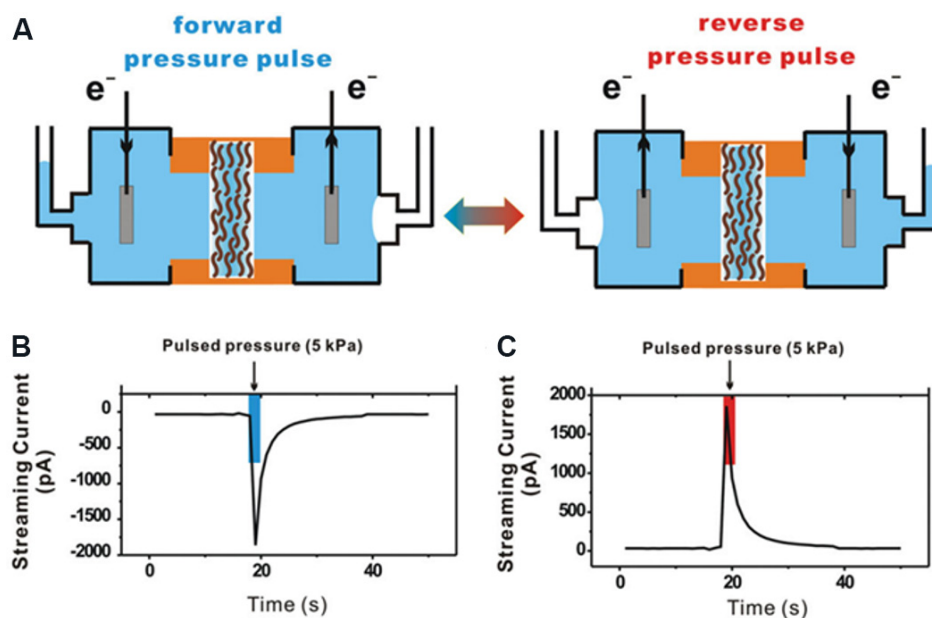 A
forward
pressure pulse
reverse
pressure pulse
e⁻ e⁻ e⁻ e⁻
B
Pulsed pressure (5 kPa)
Streaming Current
(pA)
0
-500
-1000
-1500
-2000
0 20 40
Time (s)
C
Pulsed pressure (5 kPa)
Streaming Current
(pA)
2000
1500
1000
500
0
0 20 40
Time (s)